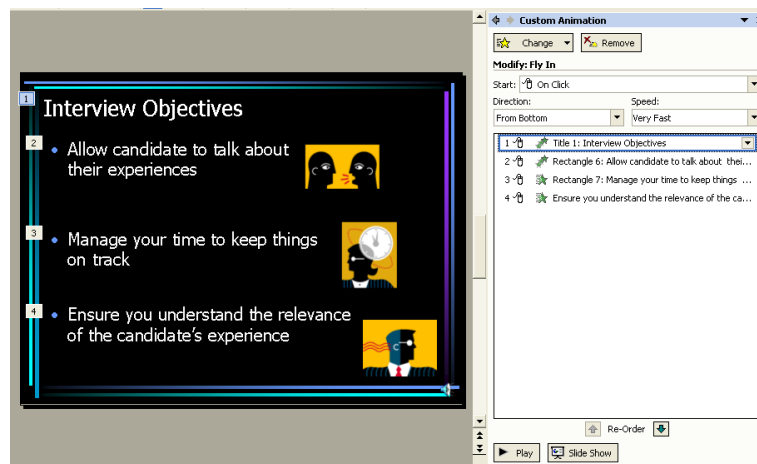 Custom Animation
Change
Remove
Modify: Fly In
Start: On Click
Direction: Speed:
From Bottom Very Fast
1 Title 1: Interview Objectives
2 Rectangle 6: Allow candidate to talk about thei...
3 Rectangle 7: Manage your time to keep things ...
4 Ensure you understand the relevance of the ca...
Re-Order
Play Slide Show
1
Interview Objectives
2
• Allow candidate to talk about
their experiences
3
• Manage your time to keep things
on track
4
• Ensure you understand the relevance
of the candidate's experience